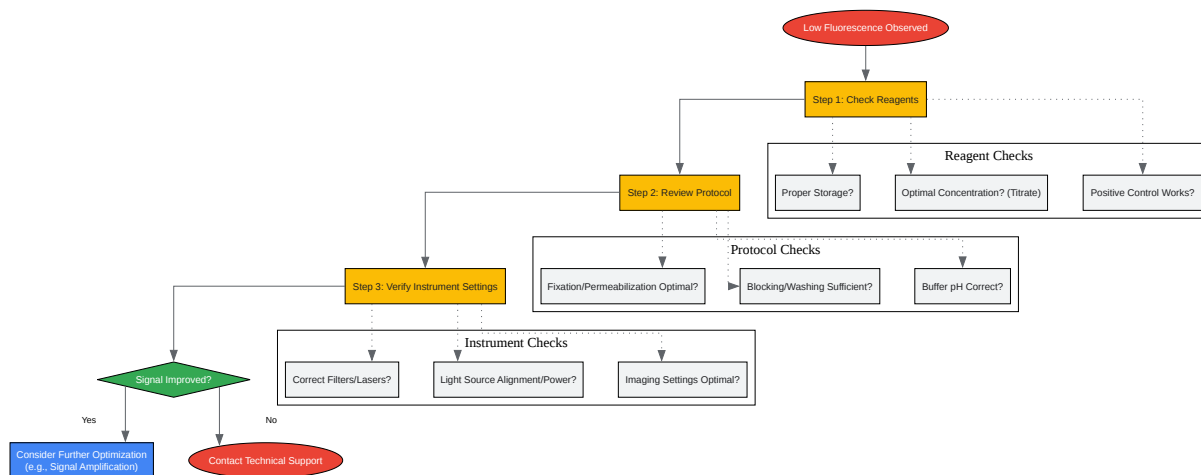 Low Fluorescence Observed
Step 1: Check Reagents
Reagent Checks
Proper Storage?
Optimal Concentration? (Titrate)
Positive Control Works?
Step 2: Review Protocol
Protocol Checks
Fixation/Permeabilization Optimal?
Blocking/Washing Sufficient?
Buffer pH Correct?
Step 3: Verify Instrument Settings
Instrument Checks
Correct Filters/Lasers?
Light Source Alignment/Power?
Imaging Settings Optimal?
Signal Improved?
Yes
No
Consider Further Optimization
(e.g., Signal Amplification)
Contact Technical Support